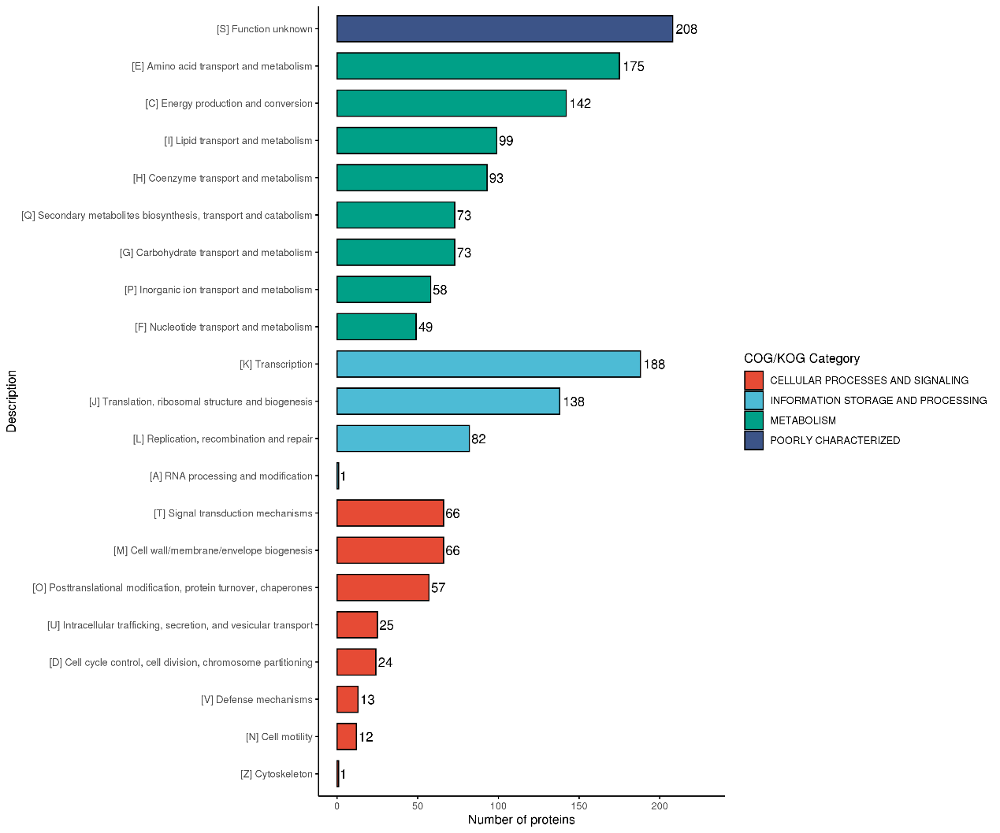 [S] Function unknown 208
[E] Amino acid transport and metabolism 175
[C] Energy production and conversion 142
[I] Lipid transport and metabolism 99
[H] Coenzyme transport and metabolism 93
[Q] Secondary metabolites biosynthesis, transport and catabolism 73
[G] Carbohydrate transport and metabolism 73
[P] Inorganic ion transport and metabolism 58
[F] Nucleotide transport and metabolism 49
[K] Transcription 188
[J] Translation, ribosomal structure and biogenesis 138
[L] Replication, recombination and repair 82
[A] RNA processing and modification 1
[T] Signal transduction mechanisms 66
[M] Cell wall/membrane/envelope biogenesis 66
[O] Posttranslational modification, protein turnover, chaperones 57
[U] Intracellular trafficking, secretion, and vesicular transport 25
[D] Cell cycle control, cell division, chromosome partitioning 24
[V] Defense mechanisms 13
[N] Cell motility 12
[Z] Cytoskeleton 1
0 50 100 150 200
Number of proteins
Description
COG/KOG Category
CELLULAR PROCESSES AND SIGNALING
INFORMATION STORAGE AND PROCESSING
METABOLISM
POORLY CHARACTERIZED